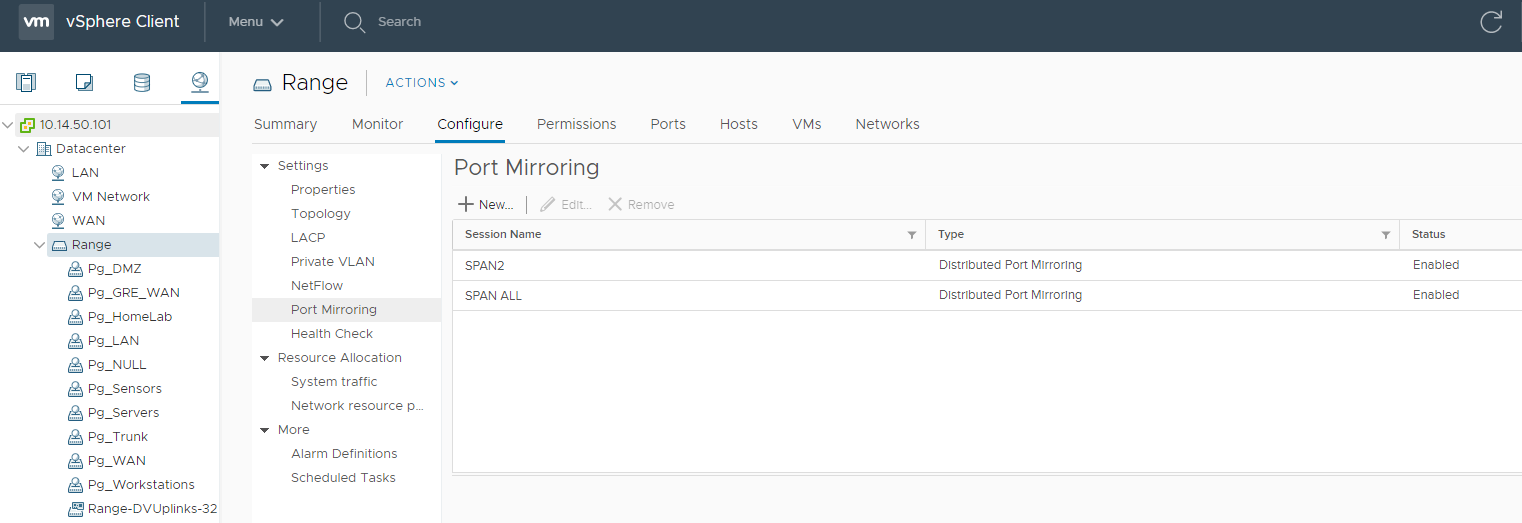 vm vSphere Client Menu Search
Range ACTIONS
Summary Monitor Configure Permissions Ports Hosts VMs Networks
10.14.50.101
Datacenter
LAN
VM Network
WAN
Range
Pg_DMZ
Pg_GRE_WAN
Pg_HomeLab
Pg_LAN
Pg_NULL
Pg_Sensors
Pg_Servers
Pg_Trunk
Pg_WAN
Pg_Workstations
Range-DVUplinks-32
Settings
Properties
Topology
LACP
Private VLAN
NetFlow
Port Mirroring
Health Check
Resource Allocation
System traffic
Network resource p...
More
Alarm Definitions
Scheduled Tasks
Port Mirroring
New... Edit... Remove
Session Name Type Status
SPAN2 Distributed Port Mirroring Enabled
SPAN ALL Distributed Port Mirroring Enabled